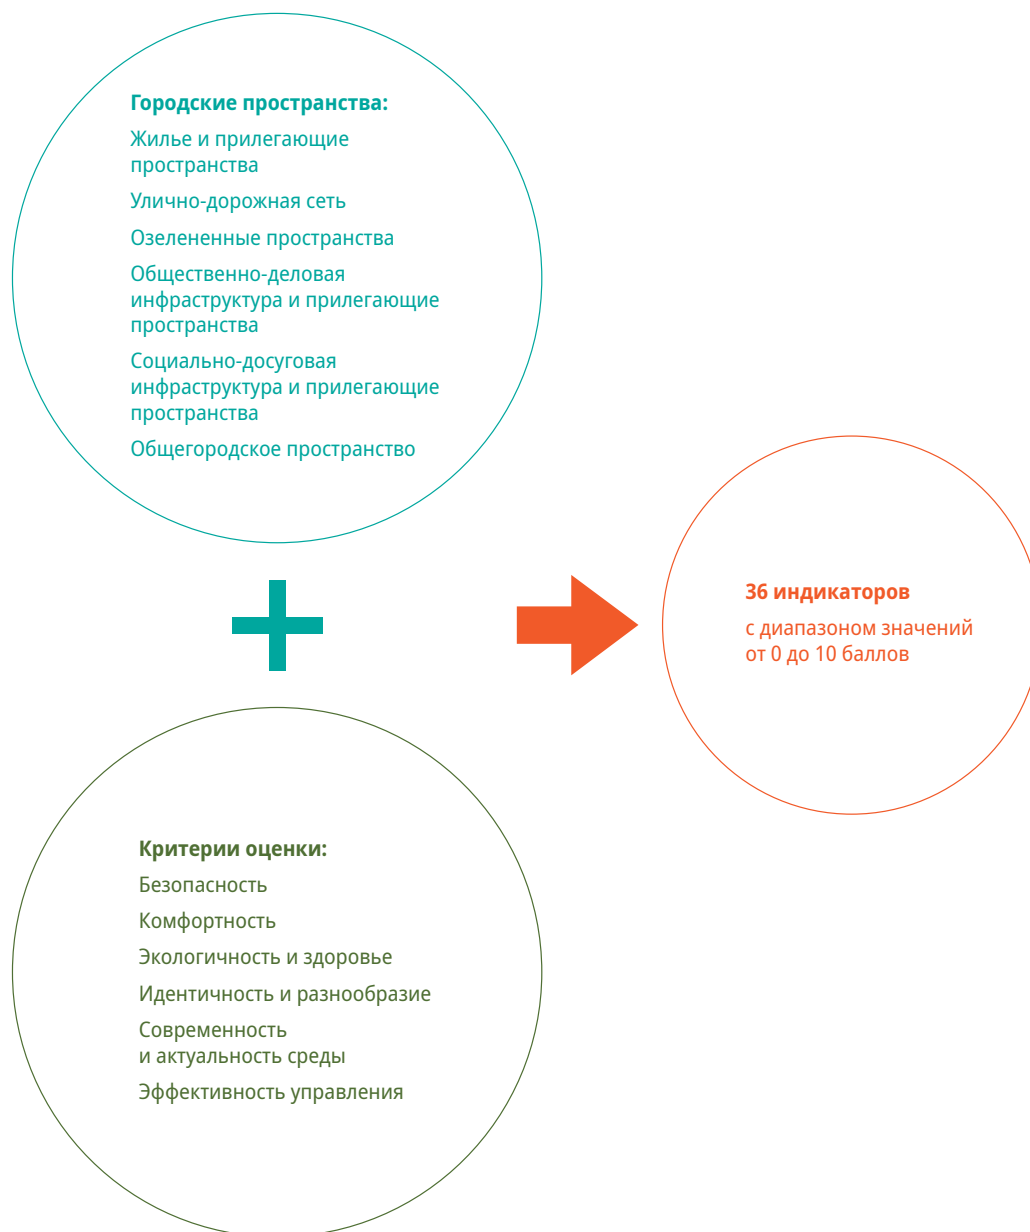 Городские пространства:
Жилье и прилегающие
пространства
Улично-дорожная сеть
Озелененные пространства
Общественно-деловая
инфраструктура и прилегающие
пространства
Социально-досуговая
инфраструктура и прилегающие
пространства
Общегородское пространство
36 индикаторов
с диапазоном значений
от 0 до 10 баллов
Критерии оценки:
Безопасность
Комфортность
Экологичность и здоровье
Идентичность и разнообразие
Современность
и актуальность среды
Эффективность управления